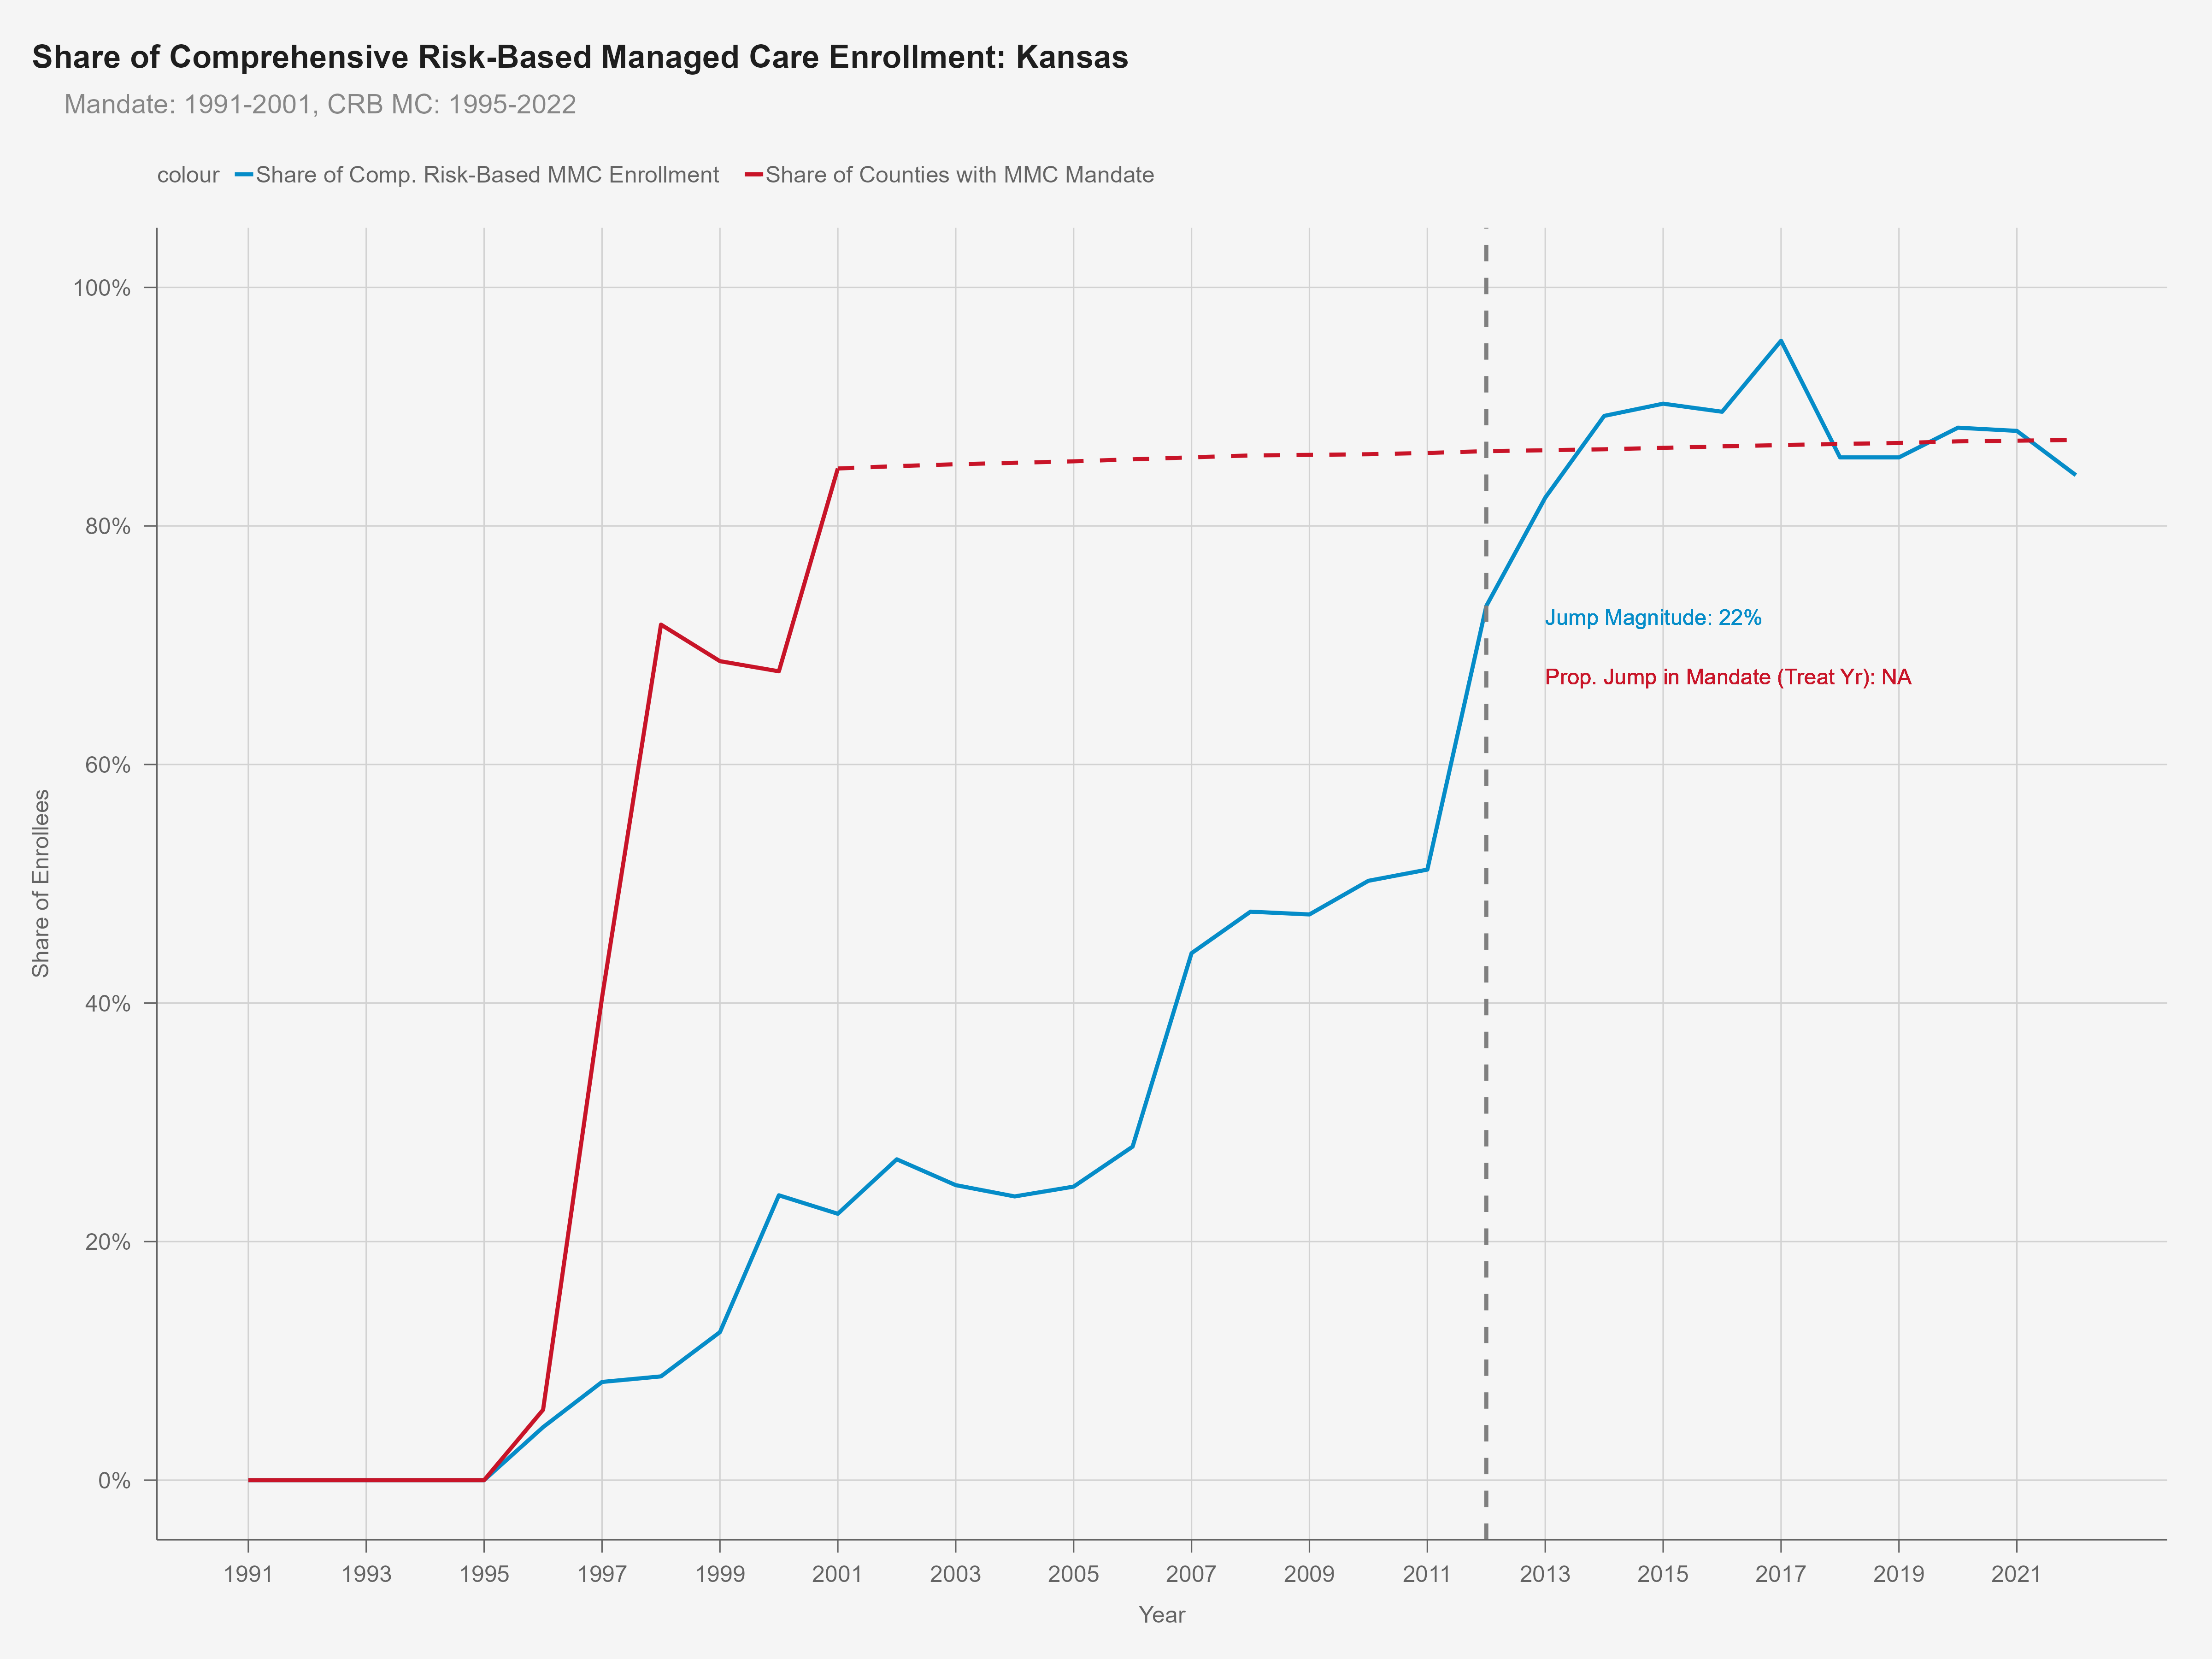 Share of Comprehensive Risk-Based Managed Care Enrollment: Kansas
Mandate: 1991-2001, CRB MC: 1995-2022
colour Share of Comp. Risk-Based MMC Enrollment Share of Counties with MMC Mandate
100%
80%
60%
40%
20%
0%
Share of Enrollees
Jump Magnitude: 22%
Prop. Jump in Mandate (Treat Yr): NA
1991 1993 1995 1997 1999 2001 2003 2005 2007 2009 2011 2013 2015 2017 2019 2021
Year